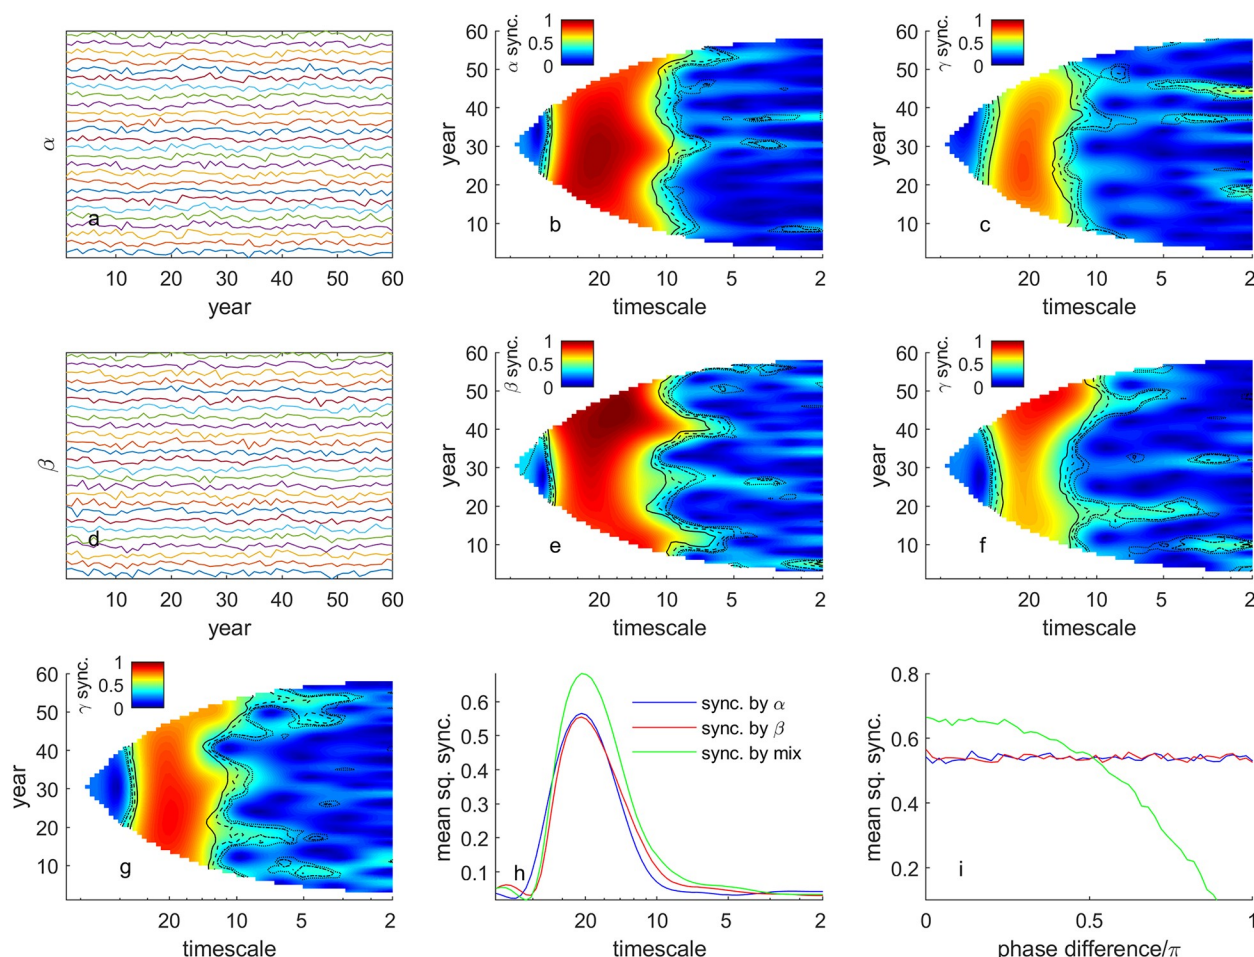 α
a
10 20 30 40 50 60
year
60
50
40
30
20
10
year
α sync.
1
0.5
0
b
20 10 5 2
timescale
60
50
40
30
20
10
year
γ sync.
1
0.5
0
c
20 10 5 2
timescale
β
d
10 20 30 40 50 60
year
60
50
40
30
20
10
year
β sync.
1
0.5
0
e
20 10 5 2
timescale
60
50
40
30
20
10
year
γ sync.
1
0.5
0
f
20 10 5 2
timescale
60
50
40
30
20
10
year
γ sync.
1
0.5
0
g
20 10 5 2
timescale
0.6
0.5
0.4
0.3
0.2
0.1
mean sq. sync.
sync. by α
sync. by β
sync. by mix
h
20 10 5 2
timescale
0.8
0.6
0.4
0.2
mean sq. sync.
i
0 0.5 1
phase difference/π